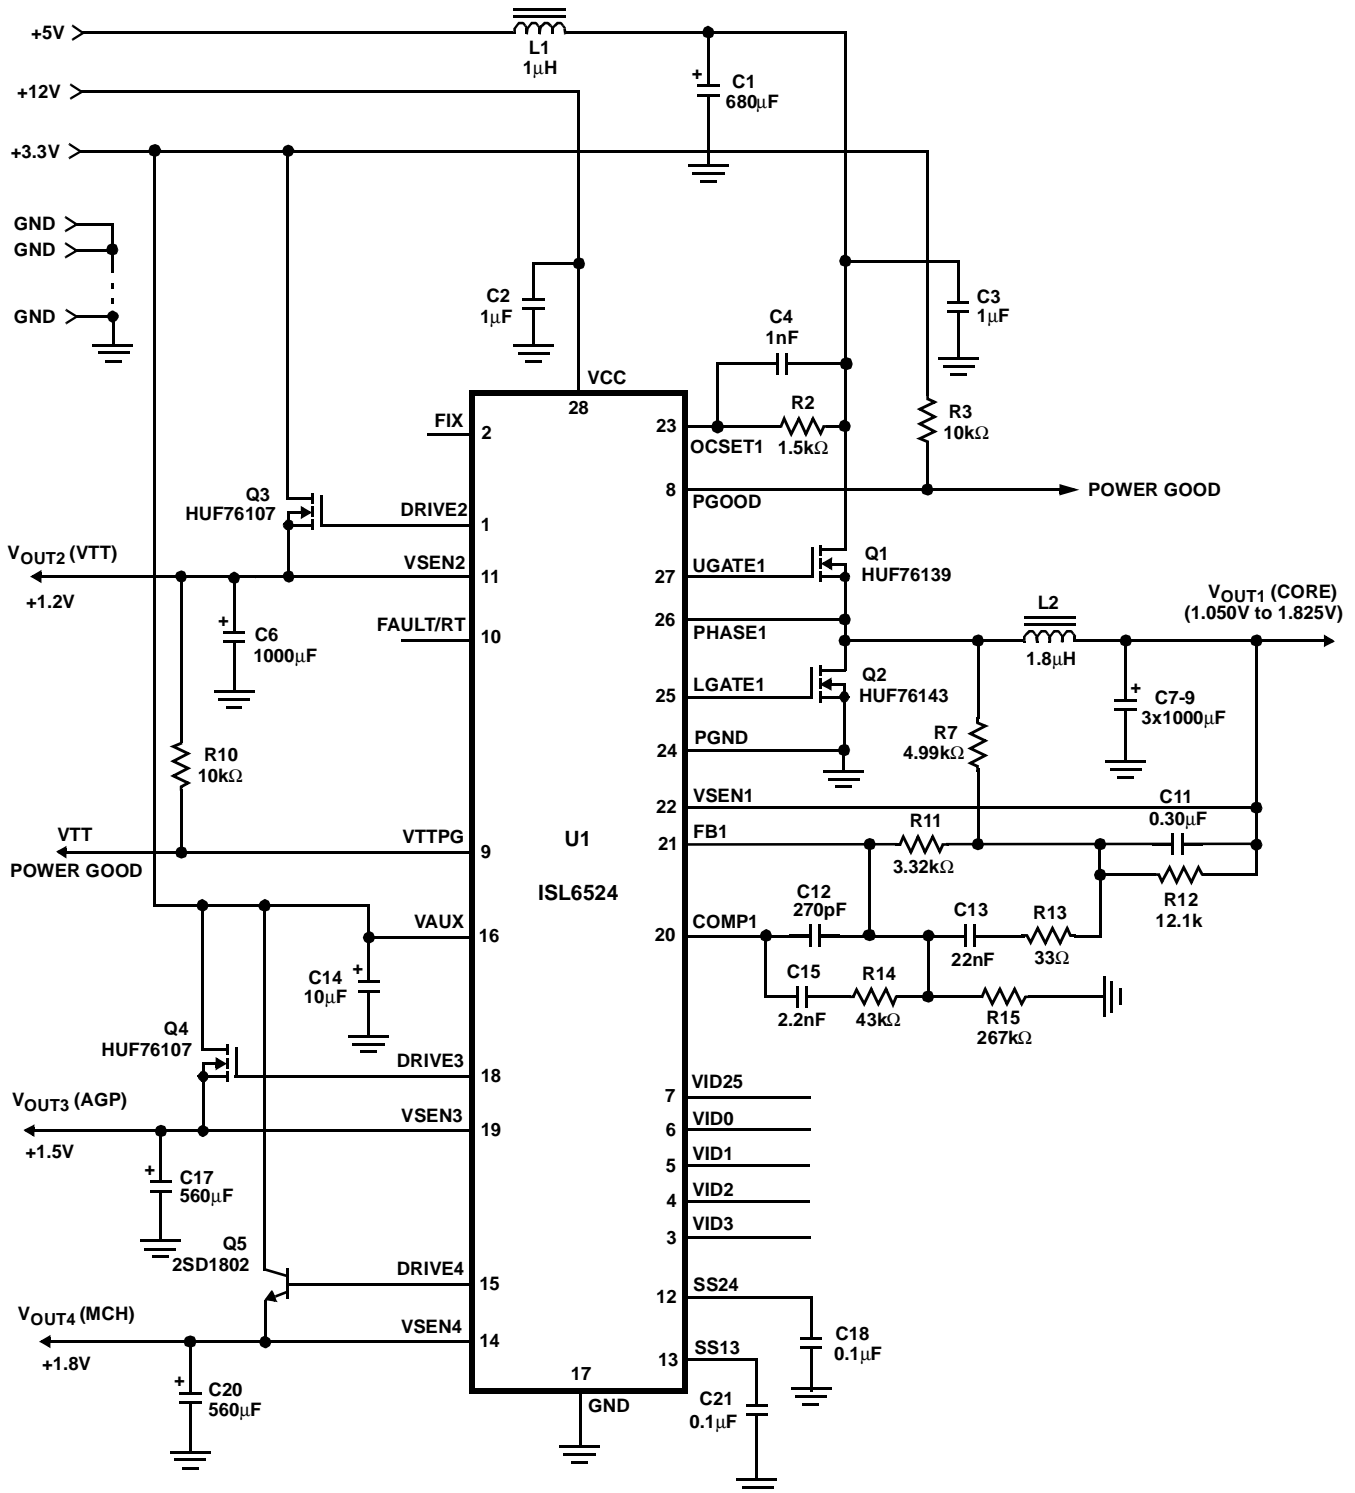 +5V
L1
1μH
+
C1
680μF
+12V
+3.3V
GND
GND
GND
C2
1μF
C3
1μF
C4
1nF
VCC
28
FIX
2
23
OCSET1
R2
1.5kΩ
R3
10kΩ
Q3
HUF76107
DRIVE2
1
8
PGOOD
POWER GOOD
VOUT2 (VTT)
+1.2V
VSEN2
11
27
UGATE1
Q1
HUF76139
+
C6
1000μF
FAULT/RT
10
26
PHASE1
L2
1.8μH
VOUT1 (CORE)
(1.050V to 1.825V)
25
LGATE1
Q2
HUF76143
+
C7-9
3x1000μF
R10
10kΩ
24
PGND
R7
4.99kΩ
22
VSEN1
C11
0.30μF
VTT
POWER GOOD
VTTPG
9
U1
ISL6524
21
FB1
R11
3.32kΩ
R12
12.1k
VAUX
16
20
COMP1
C12
270pF
C13
22nF
R13
33Ω
+
C14
10μF
C15
2.2nF
R14
43kΩ
R15
267kΩ
Q4
HUF76107
DRIVE3
18
7
VID25
VOUT3 (AGP)
+1.5V
VSEN3
19
6
VID0
5
VID1
+
C17
560μF
4
VID2
3
VID3
Q5
2SD1802
DRIVE4
15
12
SS24
VOUT4 (MCH)
+1.8V
VSEN4
14
C18
0.1μF
13
SS13
+
C20
560μF
17
GND
C21
0.1μF